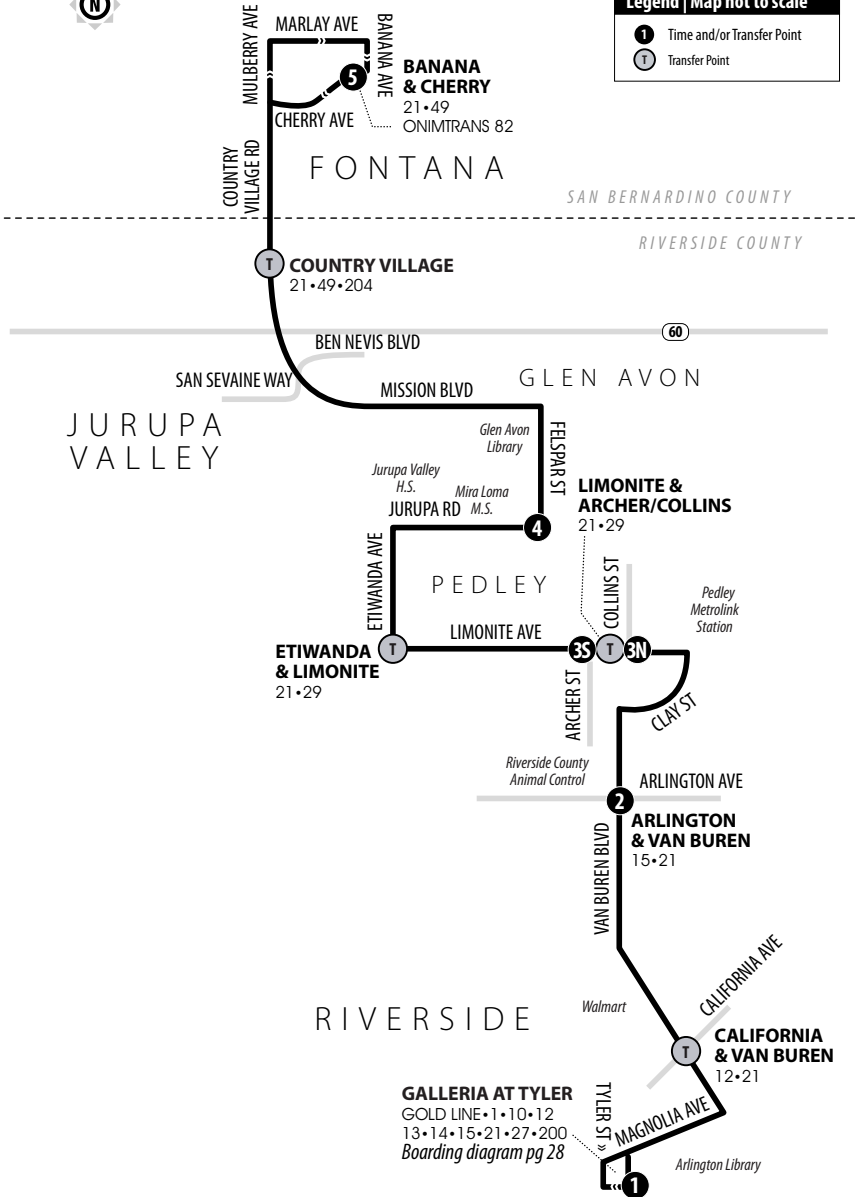 N
Legend | Map not to scale
1 Time and/or Transfer Point
T Transfer Point
MULBERRY AVE
MARLAY AVE
BANANA AVE
5
BANANA
& CHERRY
21•49
ONIMTRANS 82
CHERRY AVE
COUNTRY
VILLAGE RD
FONTANA
SAN BERNARDINO COUNTY
RIVERSIDE COUNTY
T
COUNTRY VILLAGE
21•49•204
60
BEN NEVIS BLVD
SAN SEVAINE WAY
MISSION BLVD
GLEN AVON
JURUPA
VALLEY
Glen Avon
Library
FELSPAR ST
Jurupa Valley
H.S.
Mira Loma
M.S.
JURUPA RD
4
LIMONITE &
ARCHER/COLLINS
21•29
ETIWANDA AVE
PEDLEY
COLLINS ST
Pedley
Metrolink
Station
LIMONITE AVE
T
3S
T
3N
ETIWANDA
& LIMONITE
21•29
ARCHER ST
CLAY ST
Riverside County
Animal Control
ARLINGTON AVE
2
ARLINGTON
& VAN BUREN
15•21
VAN BUREN BLVD
CALIFORNIA AVE
Walmart
RIVERSIDE
T
CALIFORNIA
& VAN BUREN
12•21
GALLERIA AT TYLER
GOLD LINE•1•10•12
13•14•15•21•27•200
Boarding diagram pg 28
TYLER ST »
MAGNOLIA AVE
Arlington Library
1